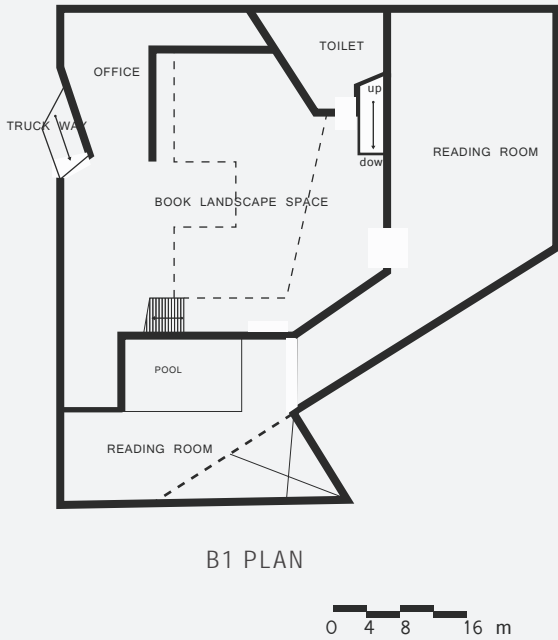 TOILET
OFFICE
up
TRUCK WAY
READING ROOM
down
BOOK LANDSCAPE SPACE
POOL
READING ROOM
B1 PLAN
0 4 8 16 m